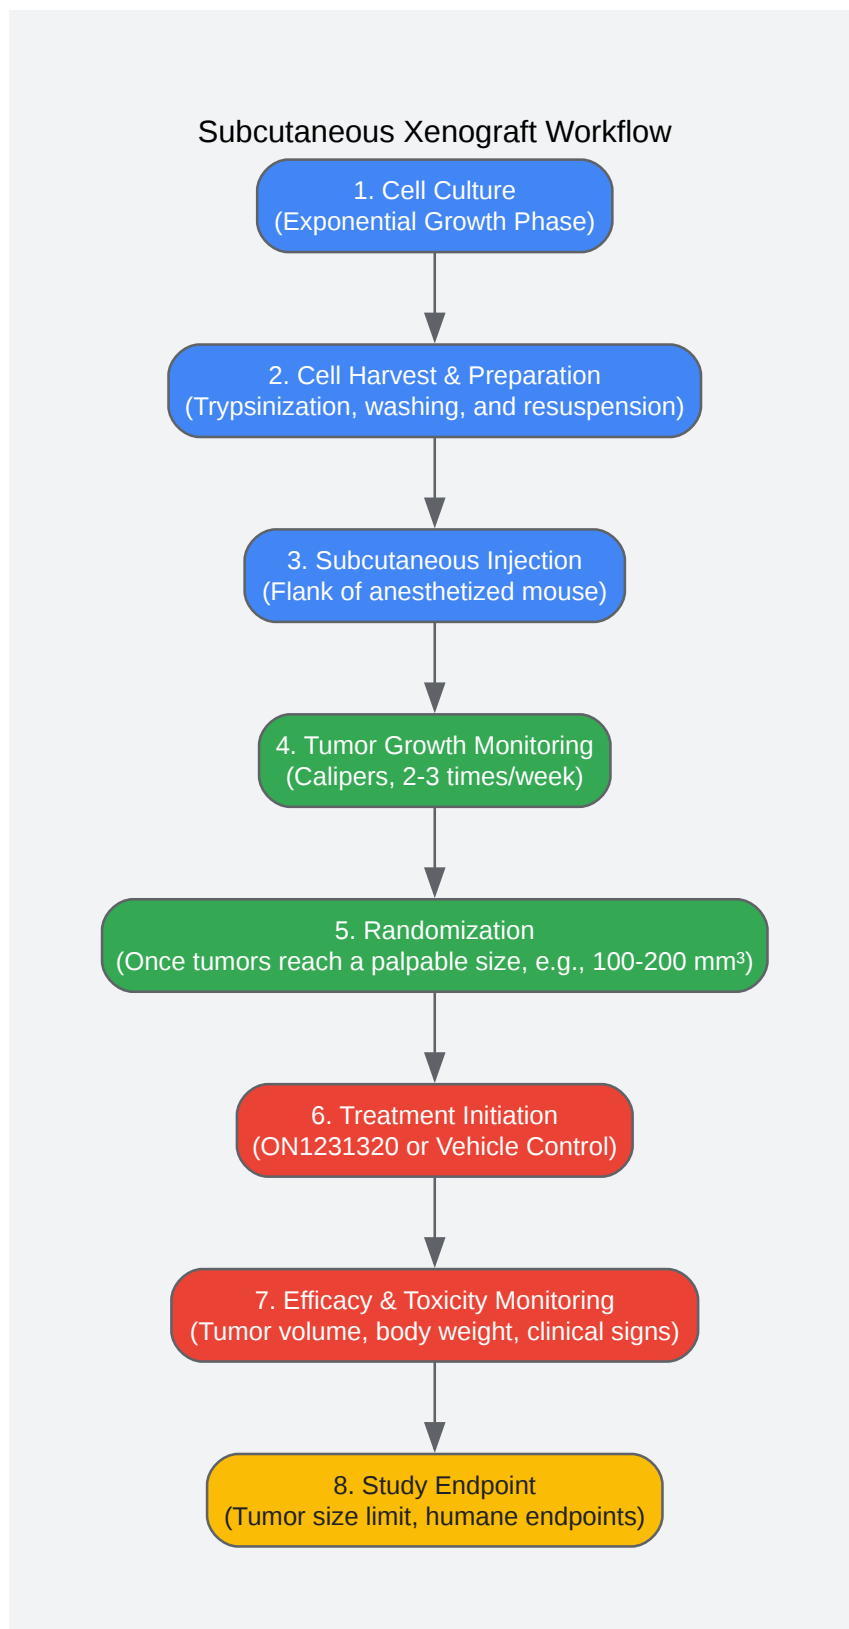 Subcutaneous Xenograft Workflow
1. Cell Culture
(Exponential Growth Phase)
2. Cell Harvest & Preparation
(Trypsinization, washing, and resuspension)
3. Subcutaneous Injection
(Flank of anesthetized mouse)
4. Tumor Growth Monitoring
(Calipers, 2-3 times/week)
5. Randomization
(Once tumors reach a palpable size, e.g., 100-200 mm³)
6. Treatment Initiation
(ON1231320 or Vehicle Control)
7. Efficacy & Toxicity Monitoring
(Tumor volume, body weight, clinical signs)
8. Study Endpoint
(Tumor size limit, humane endpoints)